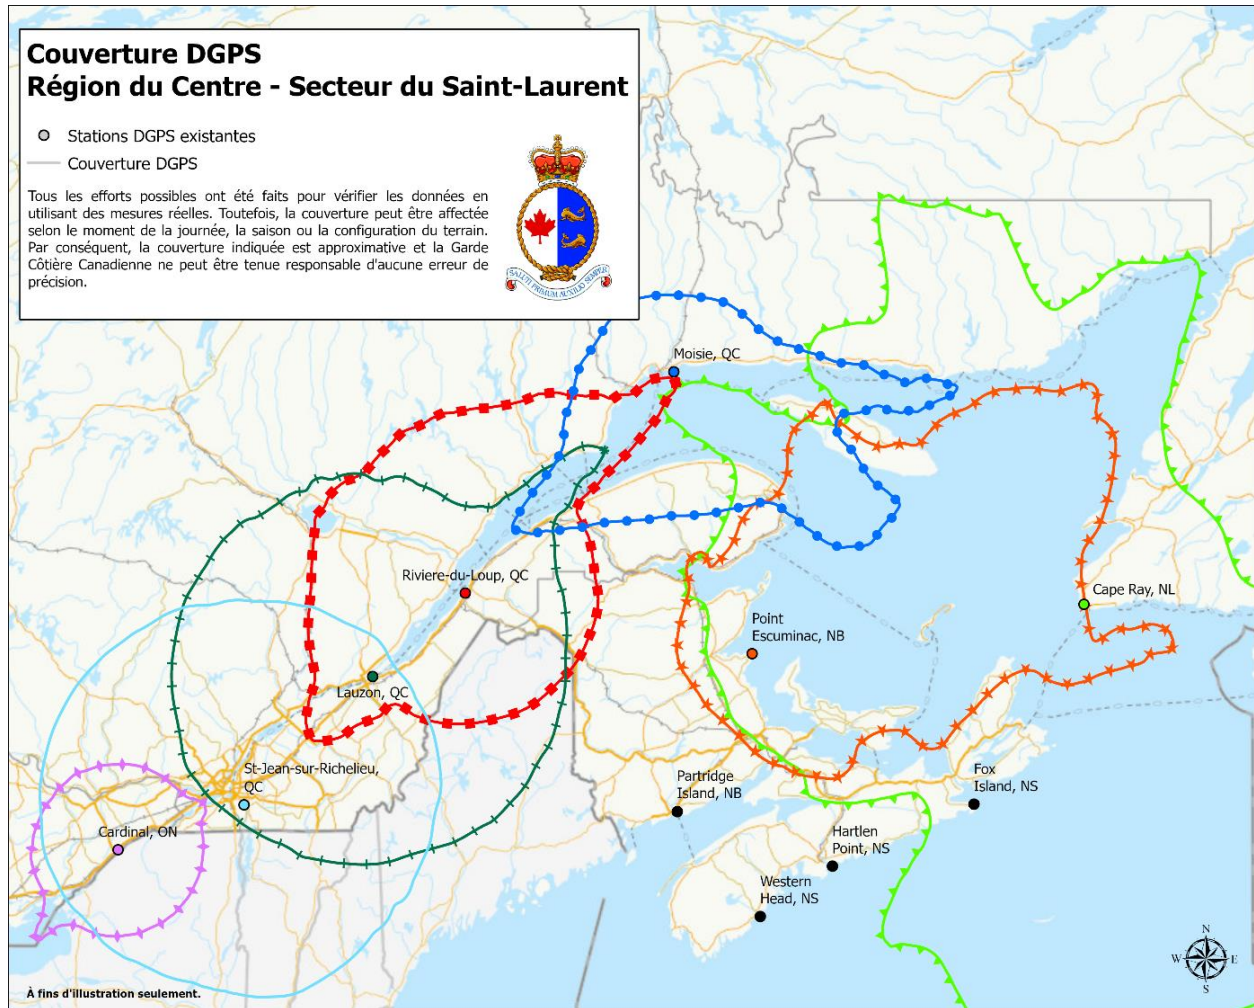 Couverture DGPS
Région du Centre - Secteur du Saint-Laurent
Stations DGPS existantes
Couverture DGPS
Tous les efforts possibles ont été faits pour vérifier les données en
utilisant des mesures réelles. Toutefois, la couverture peut être affectée
selon le moment de la journée, la saison ou la configuration du terrain.
Par conséquent, la couverture indiquée est approximative et la Garde
Côtière Canadienne ne peut être tenue responsable d'aucune erreur de
précision.
SALUTI PRIMUM AUXILIO SEMPER
Moisie, QC
Riviere-du-Loup, QC
Cape Ray, NL
Point
Escuminac, NB
Lauzon, QC
St-Jean-sur-Richelieu,
QC
Partridge
Island, NB
Fox
Island, NS
Cardinal, ON
Hartlen
Point, NS
Western
Head, NS
N
W E
S
À fins d'illustration seulement.